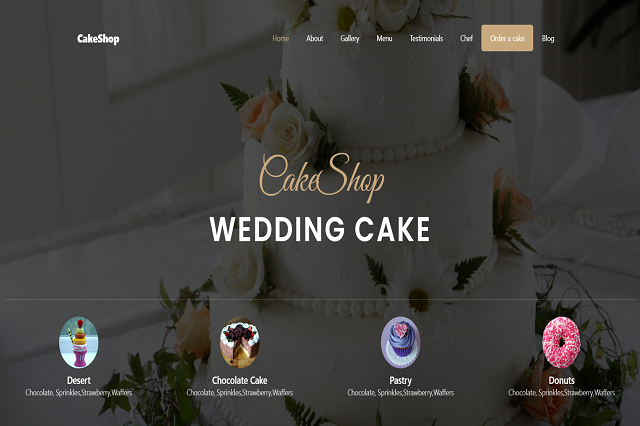 CakeShop
Home About Gallery Menu Testimonials Chef Order a cake Blog
CakeShop
WEDDING CAKE
Desert Chocolate Cake Pastry Donuts
Chocolate, Sprinkles,Strawberry,Waffers Chocolate, Sprinkles,Strawberry,Waffers Chocolate, Sprinkles,Strawberry,Waffers Chocolate, Sprinkles,Strawberry,Waffers